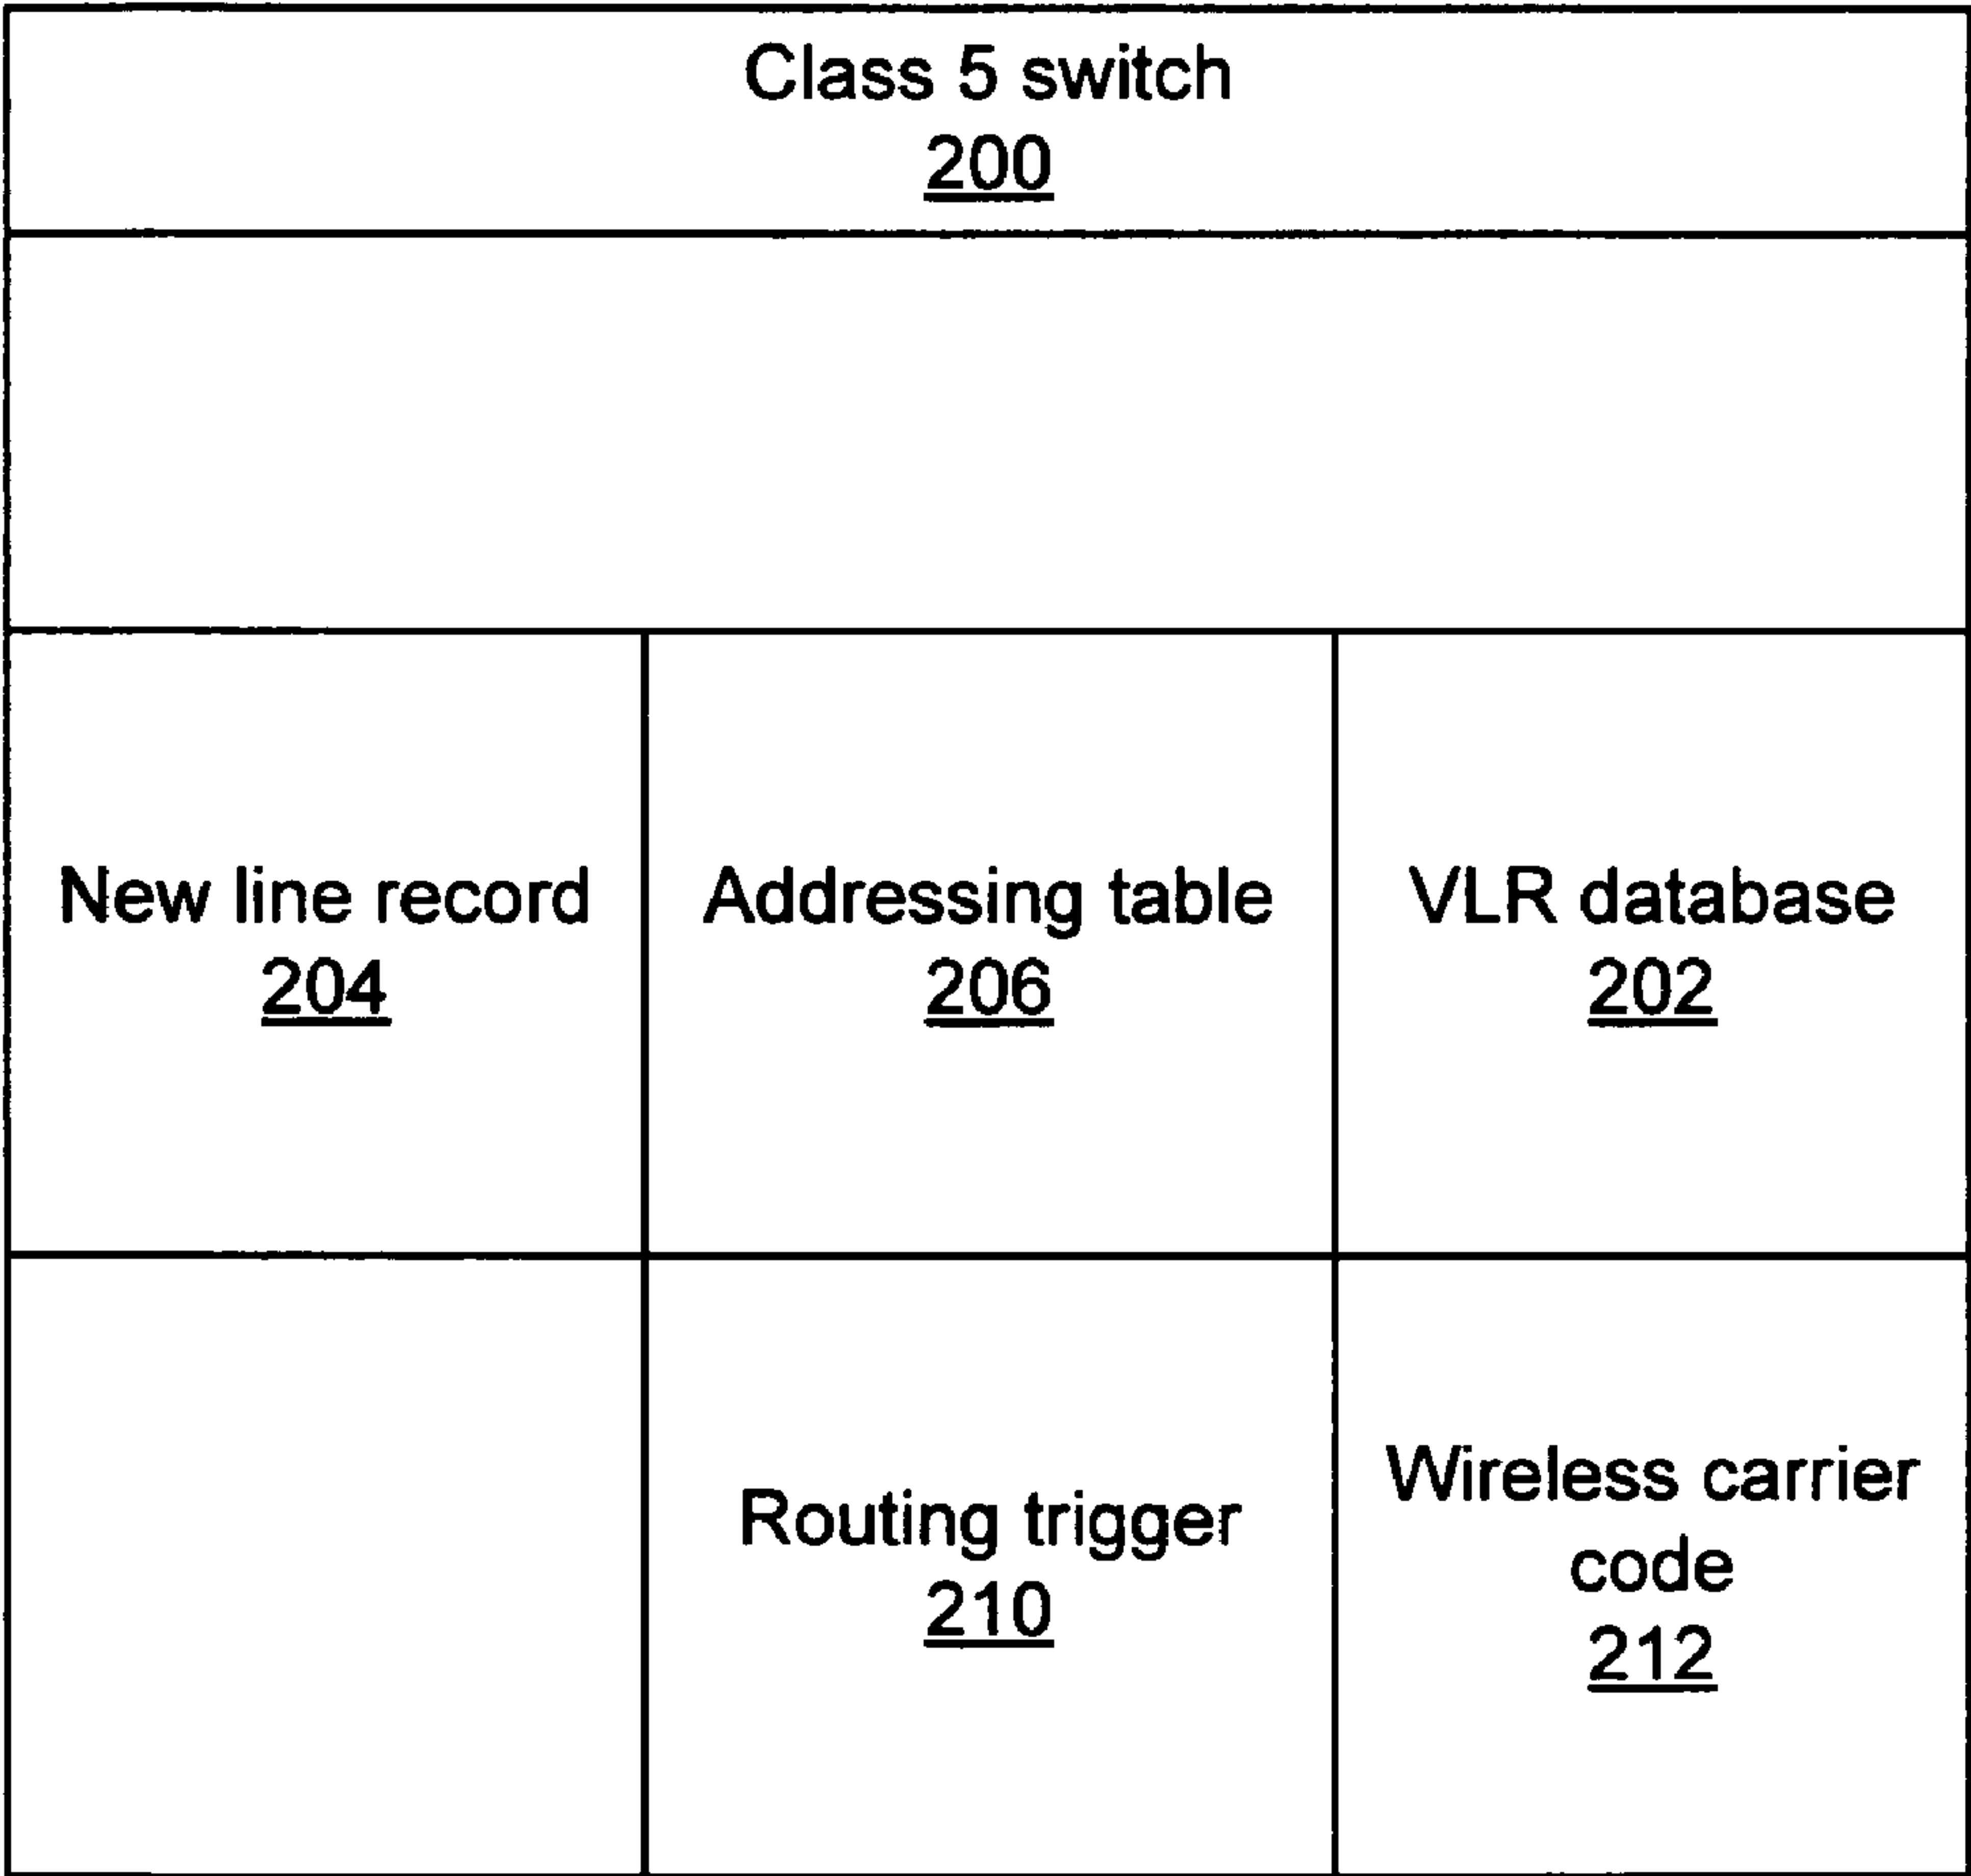 Class 5 switch
200
New line record
204
Addressing table
206
VLR database
202
Routing trigger
210
Wireless carrier
code
212